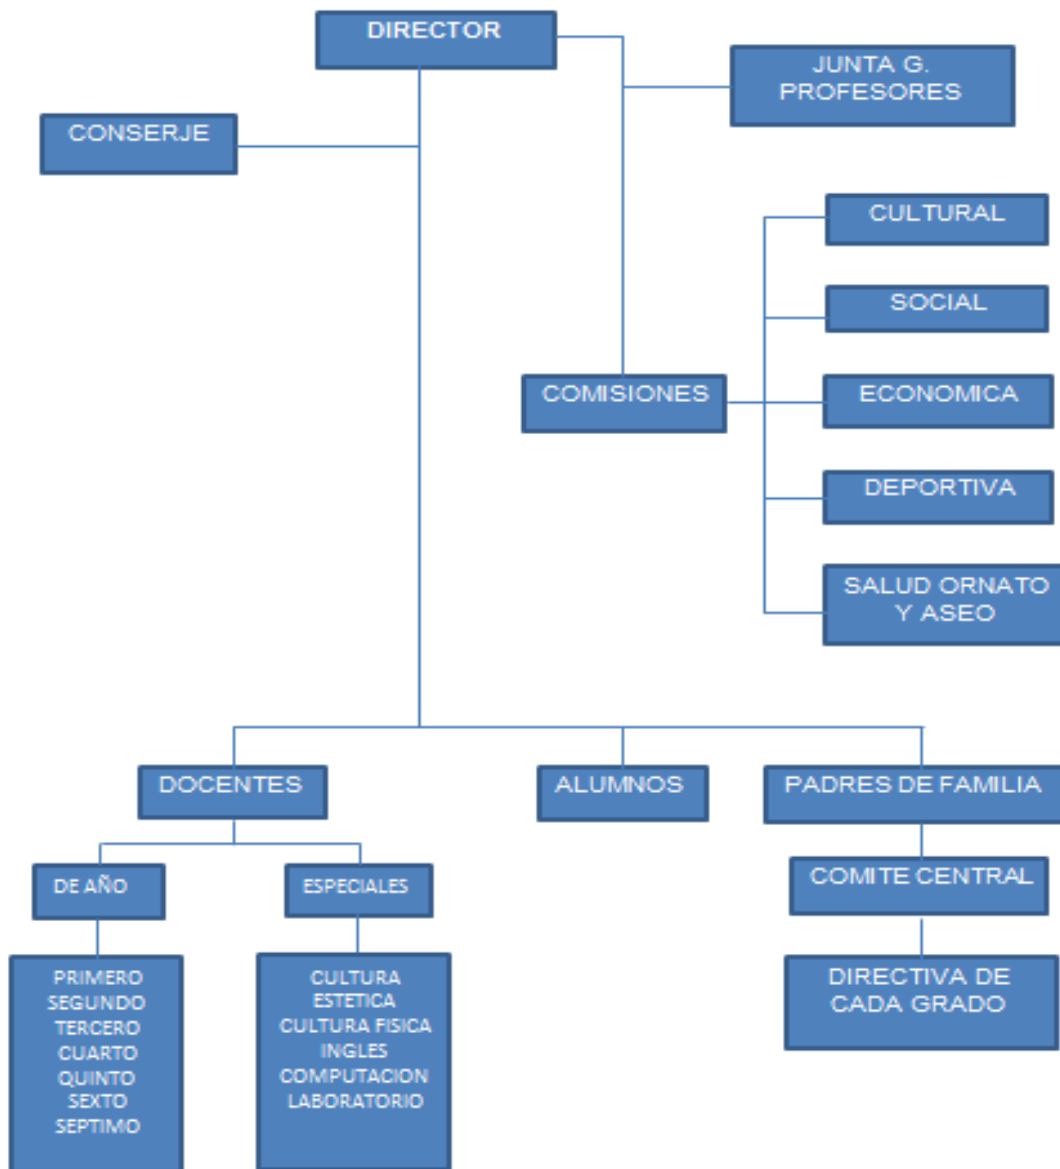 DIRECTOR
JUNTA G.
PROFESORES
CONSERJE
CULTURAL
SOCIAL
COMISIONES
ECONOMICA
DEPORTIVA
SALUD ORNATO
Y ASEO
DOCENTES
ALUMNOS
PADRES DE FAMILIA
DE AÑO
ESPECIALES
COMITE CENTRAL
PRIMERO
SEGUNDO
TERCERO
CUARTO
QUINTO
SEXTO
SEPTIMO
CULTURA
ESTETICA
CULTURA FISICA
INGLES
COMPUTACION
LABORATORIO
DIRECTIVA DE
CADA GRADO